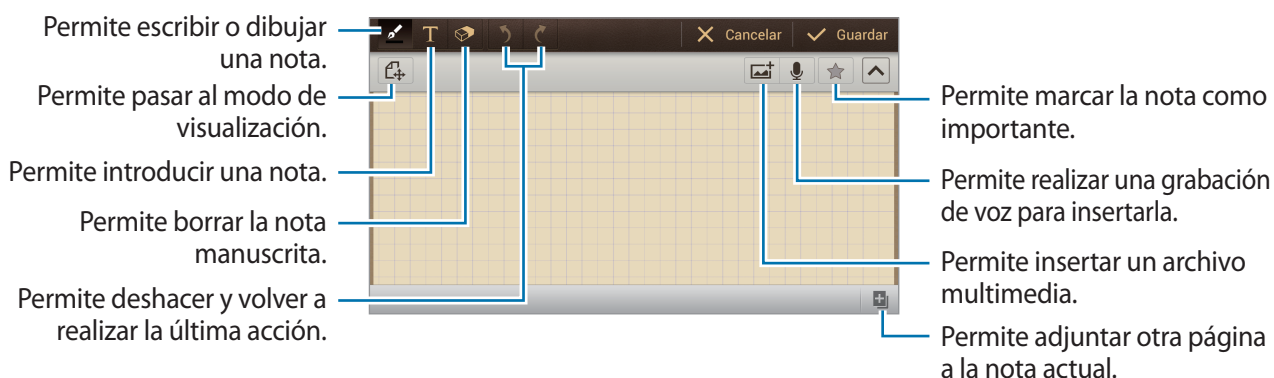 Permite escribir o dibujar
una nota.
Permite pasar al modo de
visualización.
Permite introducir una nota.
Permite borrar la nota
manuscrita.
Permite deshacer y volver a
realizar la última acción.
T
Cancelar
Guardar
Permite marcar la nota como
importante.
Permite realizar una grabación
de voz para insertarla.
Permite insertar un archivo
multimedia.
Permite adjuntar otra página
a la nota actual.